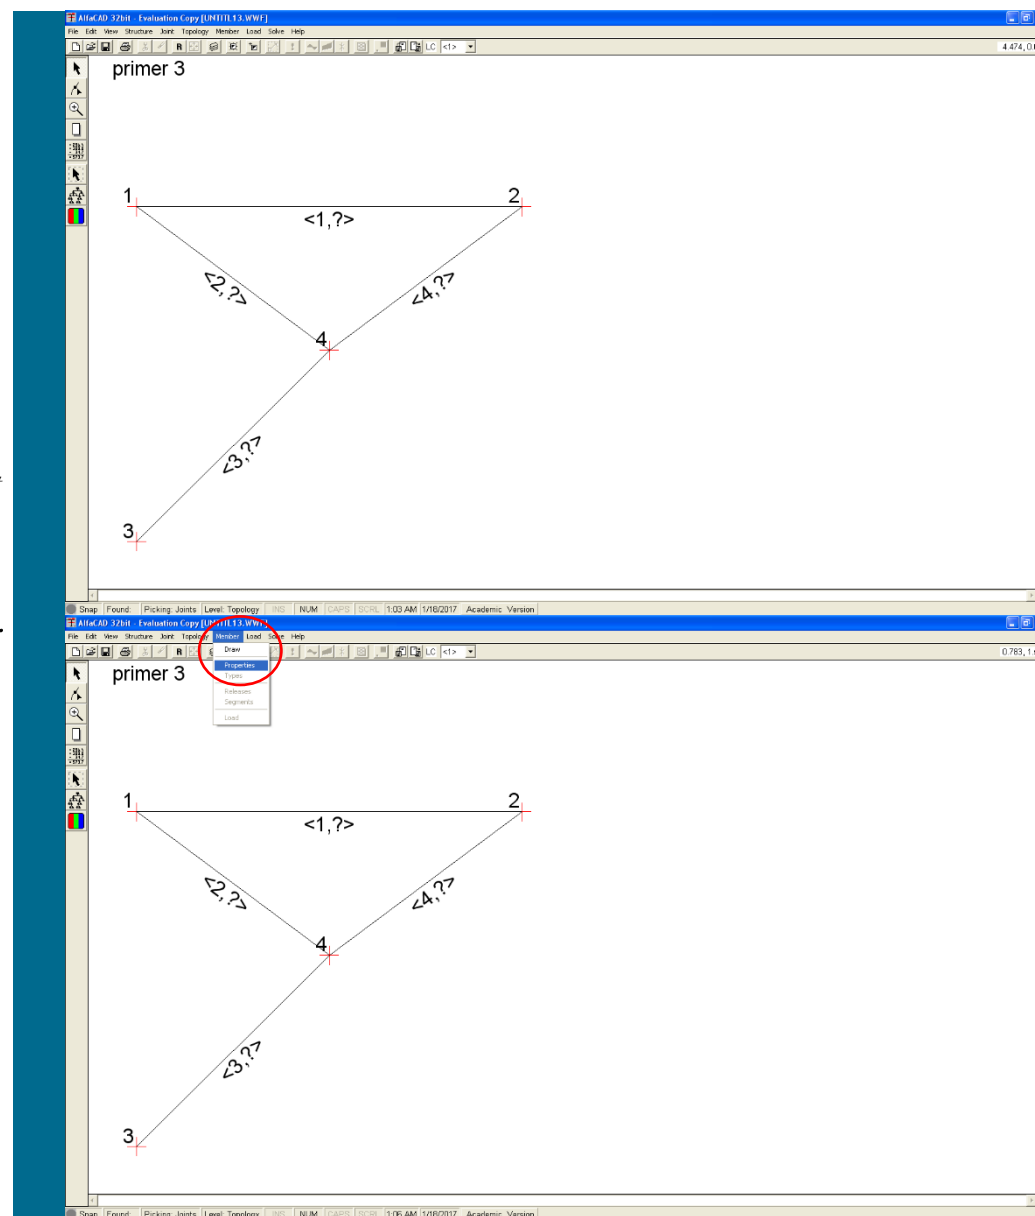 AlfaCAD 32bit - Evaluation Copy [UNTITL13.WWF]
File Edit View Structure Joint Topology Member Load Solve Help
R LC <1> 4.474, 0.
primer 3
1 2
<1,?>
<2,?> <4,?>
4
<3,?>
3
Snap Found: Picking: Joints Level: Topology INS NUM CAPS SCRL 1:03 AM 1/18/2017 Academic Version
AlfaCAD 32bit - Evaluation Copy [UNTITL13.WWF]
File Edit View Structure Joint Topology Member Load Solve Help
R LC <1> 0.783, 1.
Draw
Properties
Types
Releases
Segments
Load
primer 3
1 2
<1,?>
<2,?> <4,?>
4
<3,?>
3
Snap Found: Picking: Joints Level: Topology INS NUM CAPS SCRL 1:06 AM 1/18/2017 Academic Version